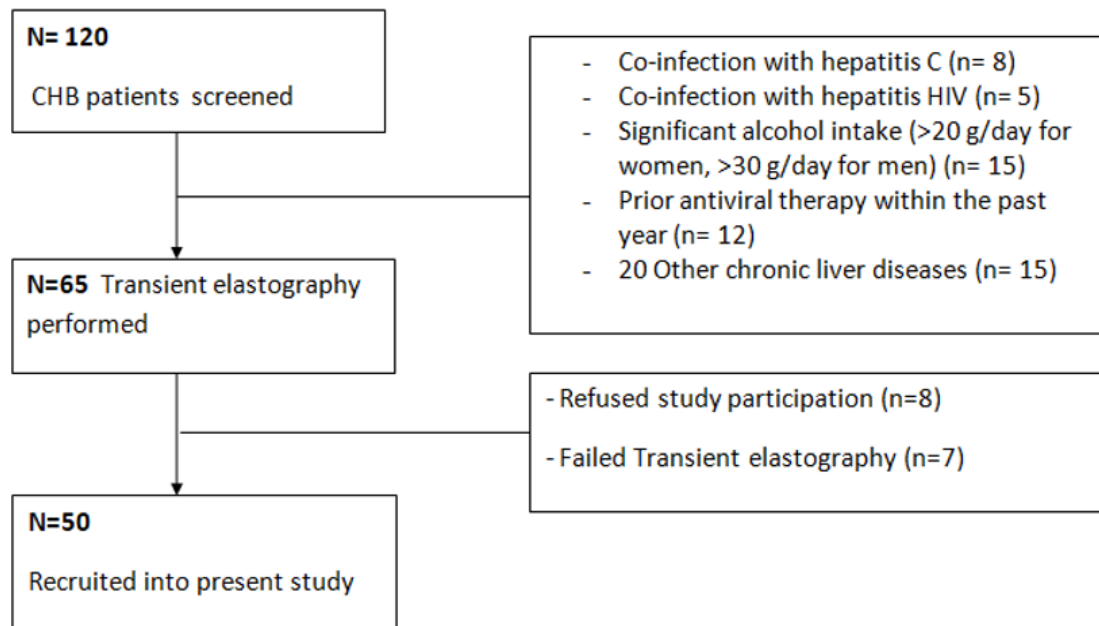 N= 120
CHB patients screened
- Co-infection with hepatitis C (n= 8)
- Co-infection with hepatitis HIV (n= 5)
- Significant alcohol intake (>20 g/day for
women, >30 g/day for men) (n= 15)
- Prior antiviral therapy within the past
year (n= 12)
- 20 Other chronic liver diseases (n= 15)
N=65 Transient elastography
performed
- Refused study participation (n=8)
- Failed Transient elastography (n=7)
N=50
Recruited into present study